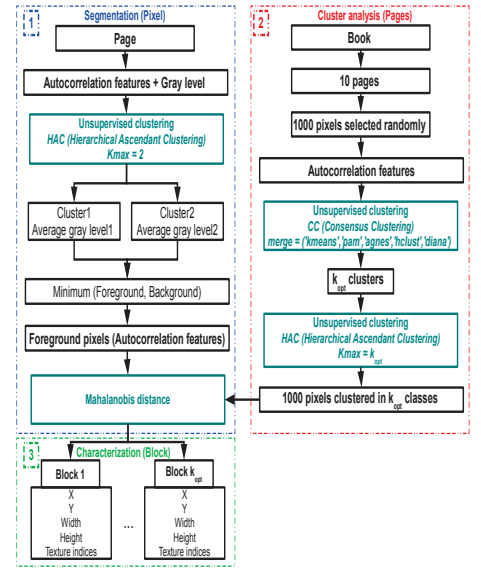 1
Segmentation (Pixel)
Page
Autocorrelation features + Gray level
Unsupervised clustering
HAC (Hierarchical Ascendant Clustering)
Kmax = 2
Cluster1
Average gray level1
Cluster2
Average gray level2
Minimum (Foreground, Background)
Foreground pixels (Autocorrelation features)
Mahalanobis distance
2
Cluster analysis (Pages)
Book
10 pages
1000 pixels selected randomly
Autocorrelation features
Unsupervised clustering
CC (Consensus Clustering)
merge = ('kmeans','pam','agnes','hclust','diana')
kopt clusters
Unsupervised clustering
HAC (Hierarchical Ascendant Clustering)
Kmax = kopt
1000 pixels clustered in kopt classes
3
Characterization (Block)
Block 1
X
Y
Width
Height
Texture indices
...
Block kopt
X
Y
Width
Height
Texture indices